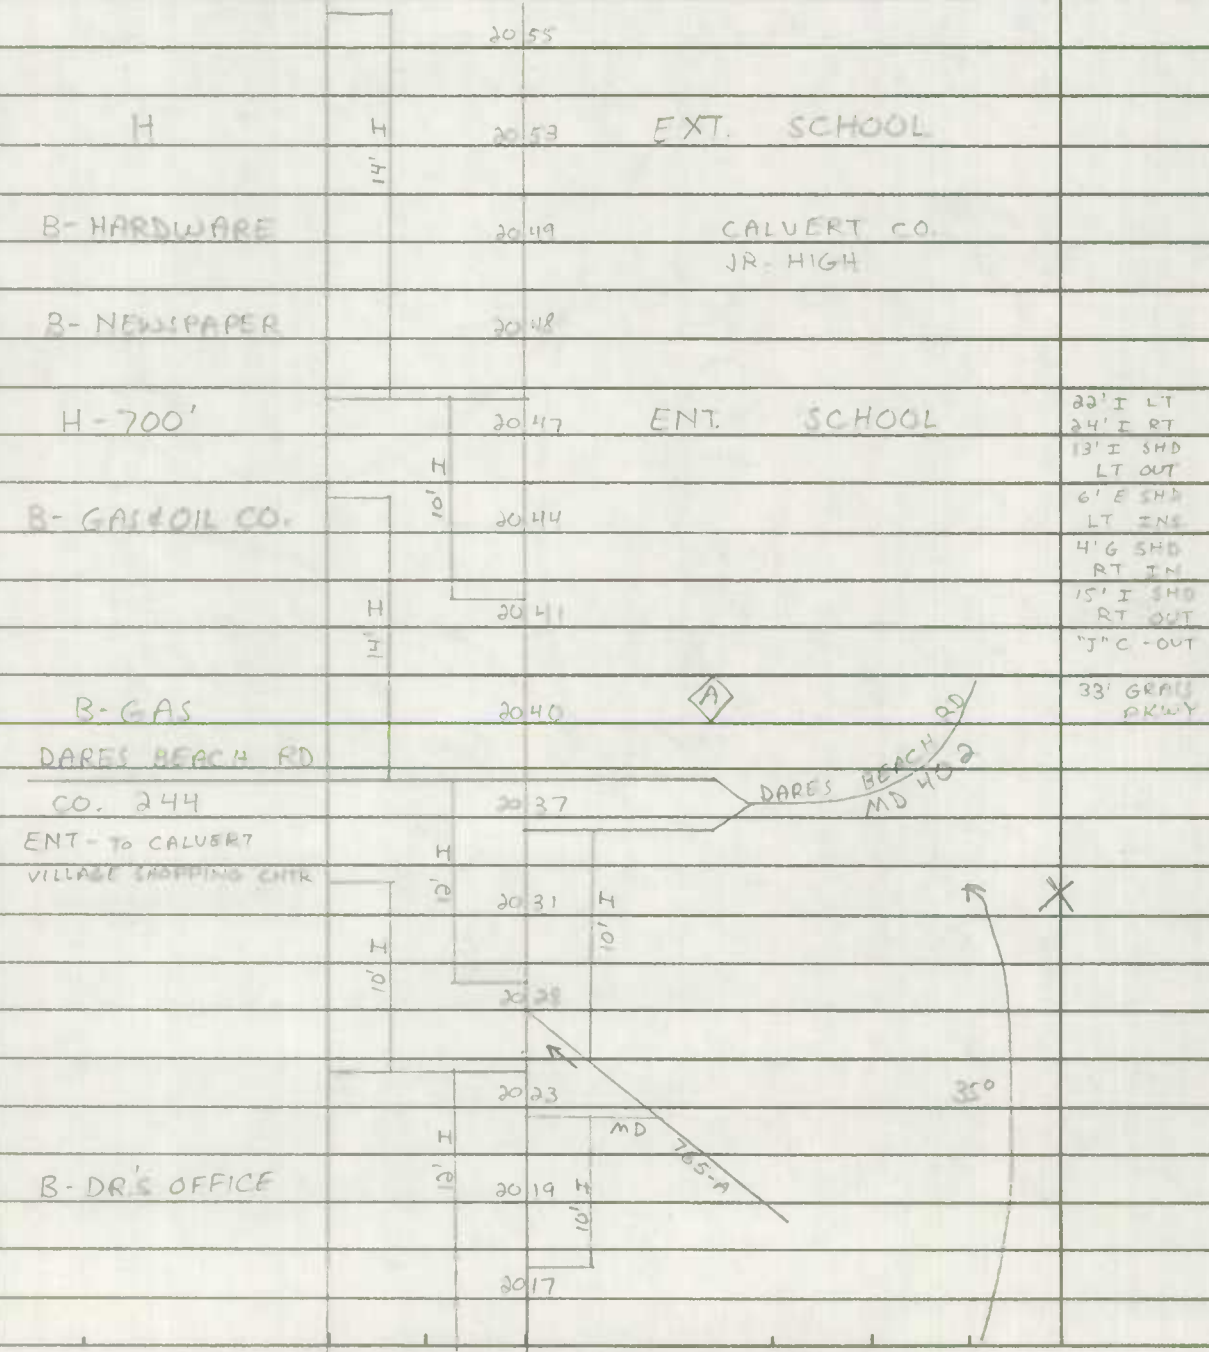 20 55
H H 20 53 EXT. SCHOOL
14'
B- HARDWARE 20 49 CALVERT CO.
JR. HIGH
B- NEWSPAPER 20 48
H - 700' 20 47 ENT. SCHOOL
22' I LT
24' I RT
13' I SHD
LT OUT
H
10'
B- GAS & OIL CO. 20 44
6' E SHD
LT INS
4' G SHD
RT IN
H 20 41
15' I SHD
RT OUT
"J" C - OUT
B- GAS 20 40 A
33' GRASS
PKWY
DARES BEACH RD
DARES BEACH RD
MD 402
CO. 244 20 37
ENT - TO CALVERT
VILLAGE SHOPPING CNTR
H
12'
20 31 I
10'
X
I
10'
20 28
20 23 35°
MD 765-A
H
12'
B- DR'S OFFICE 20 19 I
10'
20 17